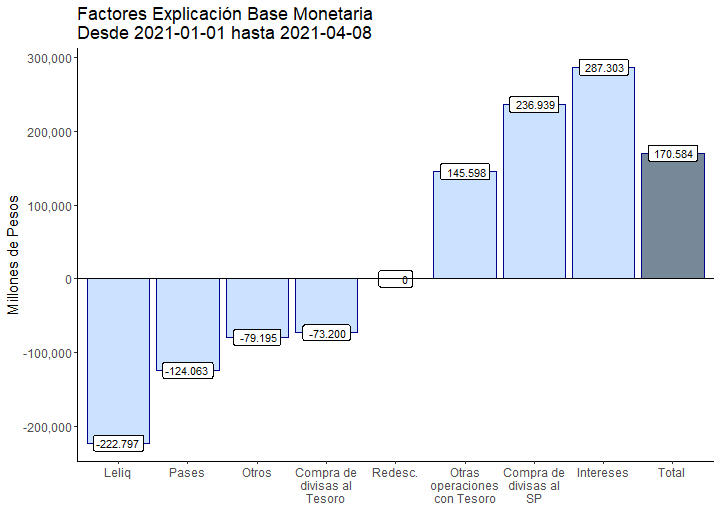 Factores Explicación Base Monetaria
Desde 2021-01-01 hasta 2021-04-08
Millones de Pesos
300,000
200,000
100,000
0
-100,000
-200,000
-222.797
-124.063
-79.195
-73.200
0
145.598
236.939
287.303
170.584
Leliq
Pases
Otros
Compra de
divisas al
Tesoro
Redesc.
Otras
operaciones
con Tesoro
Compra de
divisas al
SP
Intereses
Total